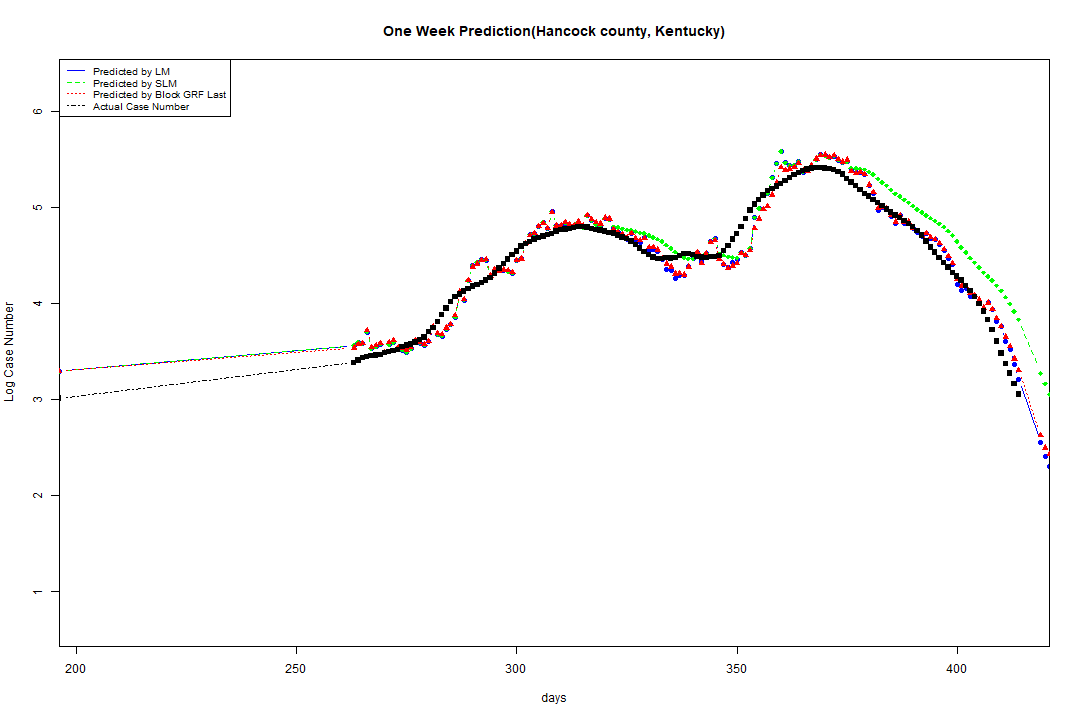 One Week Prediction(Hancock county, Kentucky)
Predicted by LM
Predicted by SLM
Predicted by Block GRF Last
Actual Case Number
6
5
4
3
2
1
Log Case Number
200 250 300 350 400
days